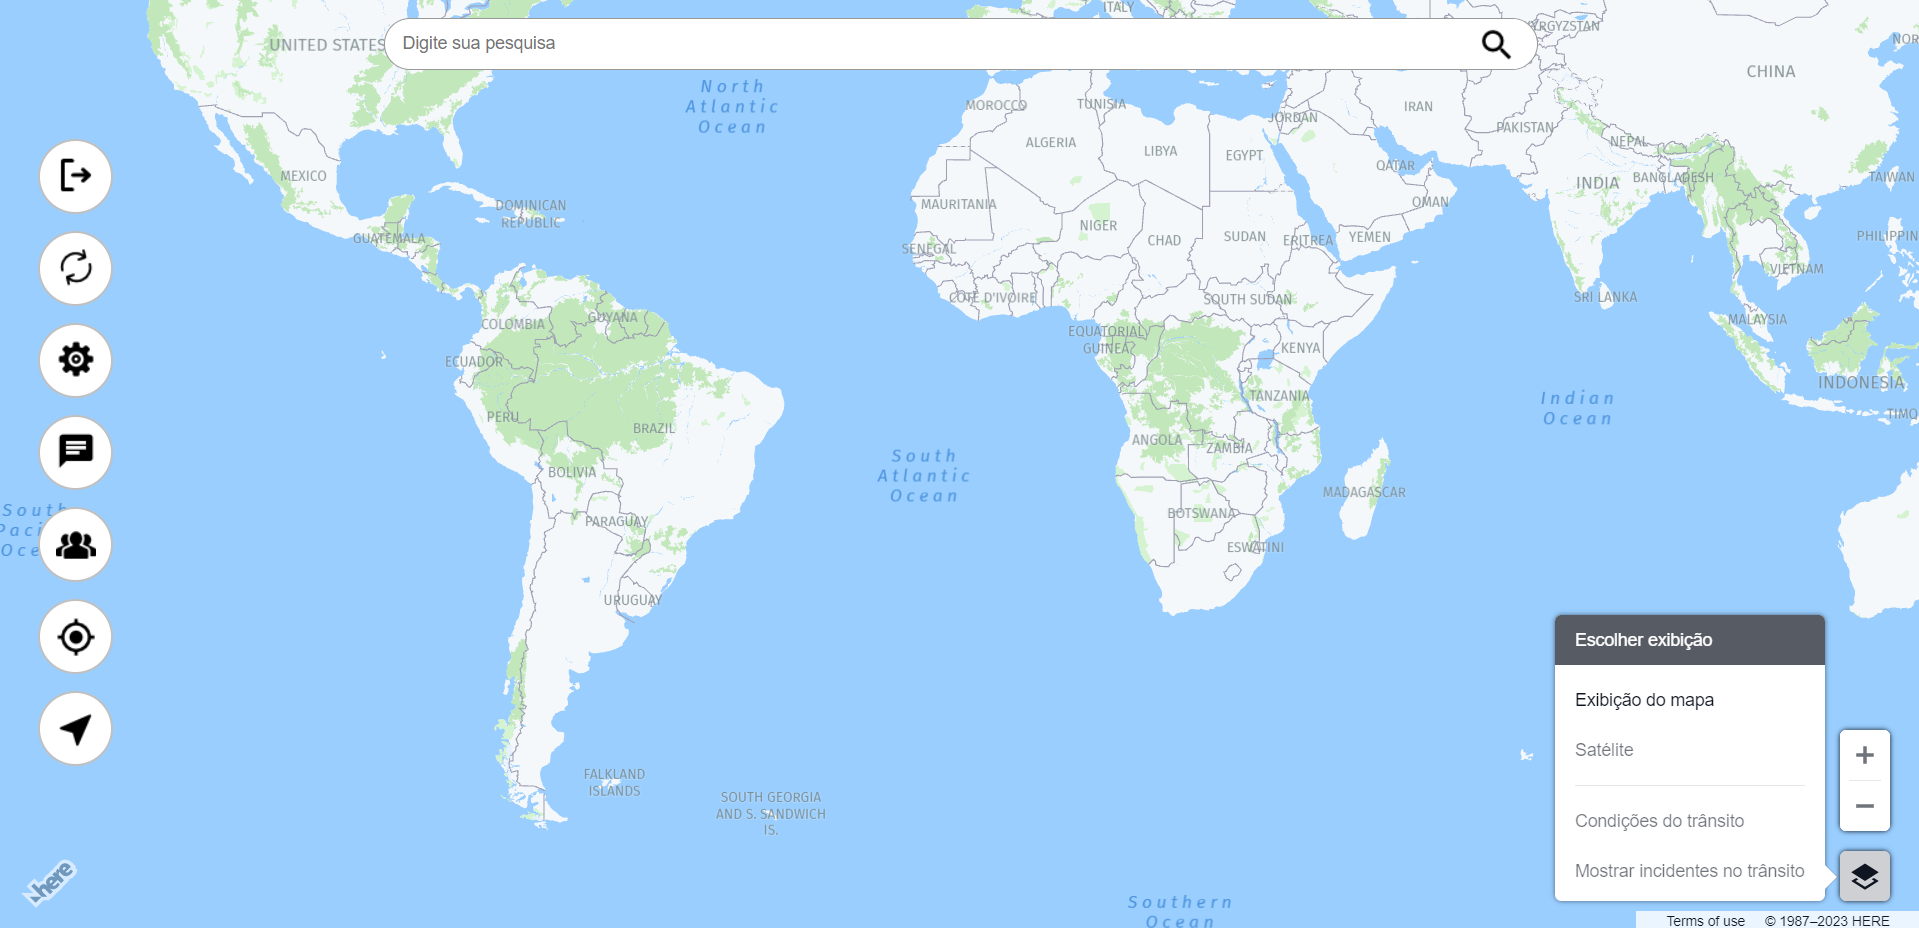 ITALY
KYRGYZSTAN
UNITED STATES
Digite sua pesquisa
NOR
CHINA
North
Atlantic
Ocean
MOROCCO
TUNISIA
IRAN
JORDAN
PAKISTAN
ALGERIA
LIBYA
EGYPT
NEPAL
QATAR
MEXICO
INDIA
BANGLADESH
TAIWAN
DOMINICAN
REPUBLIC
MAURITANIA
OMAN
NIGER
GUATEMALA
CHAD
SUDAN
ERITREA
YEMEN
PHILIPPIN
SENEGAL
VIETNAM
CÔTE D'IVOIRE
SOUTH SUDAN
SRI LANKA
COLOMBIA
GUYANA
MALAYSIA
EQUATORIAL
GUINEA
KENYA
ECUADOR
INDONESIA
TANZANIA
Indian
Ocean
PERU
BRAZIL
TIMO
ANGOLA
ZAMBIA
South
Atlantic
Ocean
BOLIVIA
MADAGASCAR
South
Paci
Oce
PARAGUAY
BOTSWANA
ESWATINI
URUGUAY
Escolher exibição
Exibição do mapa
Satélite
Condições do trânsito
Mostrar incidentes no trânsito
FALKLAND
ISLANDS
SOUTH GEORGIA
AND S. SANDWICH
IS.
here
Southern
Ocean
Terms of use © 1987–2023 HERE